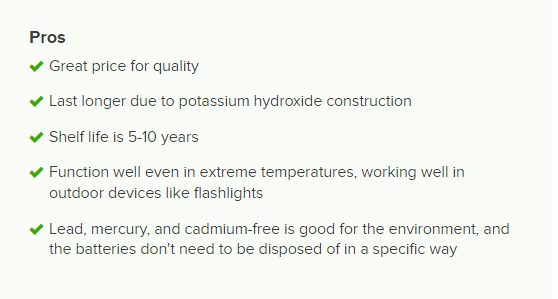 Pros
Great price for quality
Last longer due to potassium hydroxide construction
Shelf life is 5-10 years
Function well even in extreme temperatures, working well in
outdoor devices like flashlights
Lead, mercury, and cadmium-free is good for the environment, and
the batteries don't need to be disposed of in a specific way